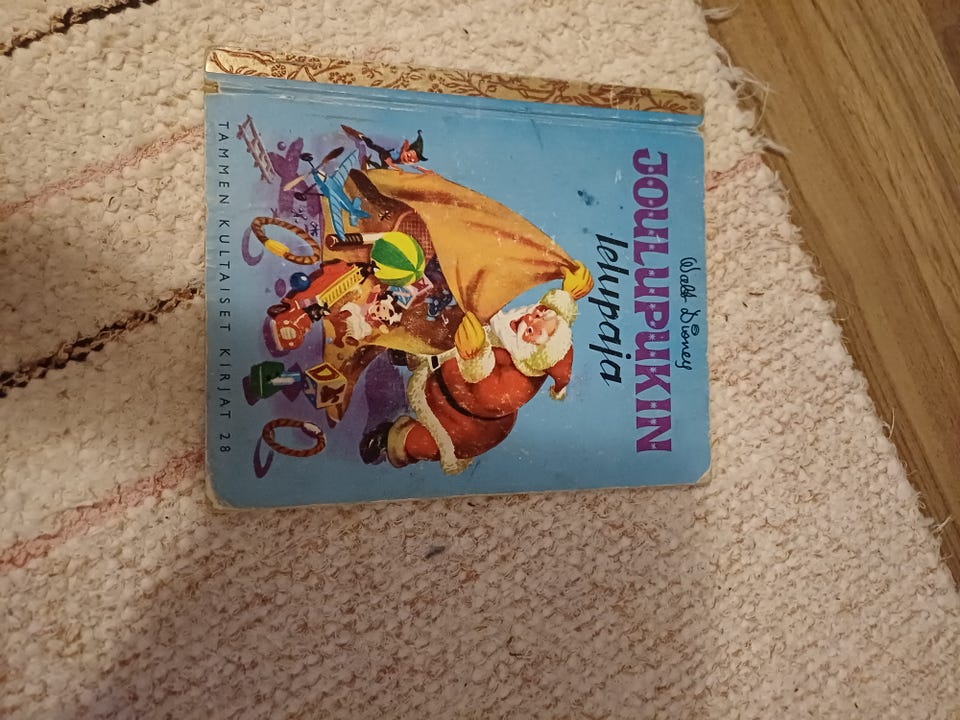 Walt Disney
JOULUPUKIN
lelupaja
D
TAMMEN KULTAISET KIRJAT 28